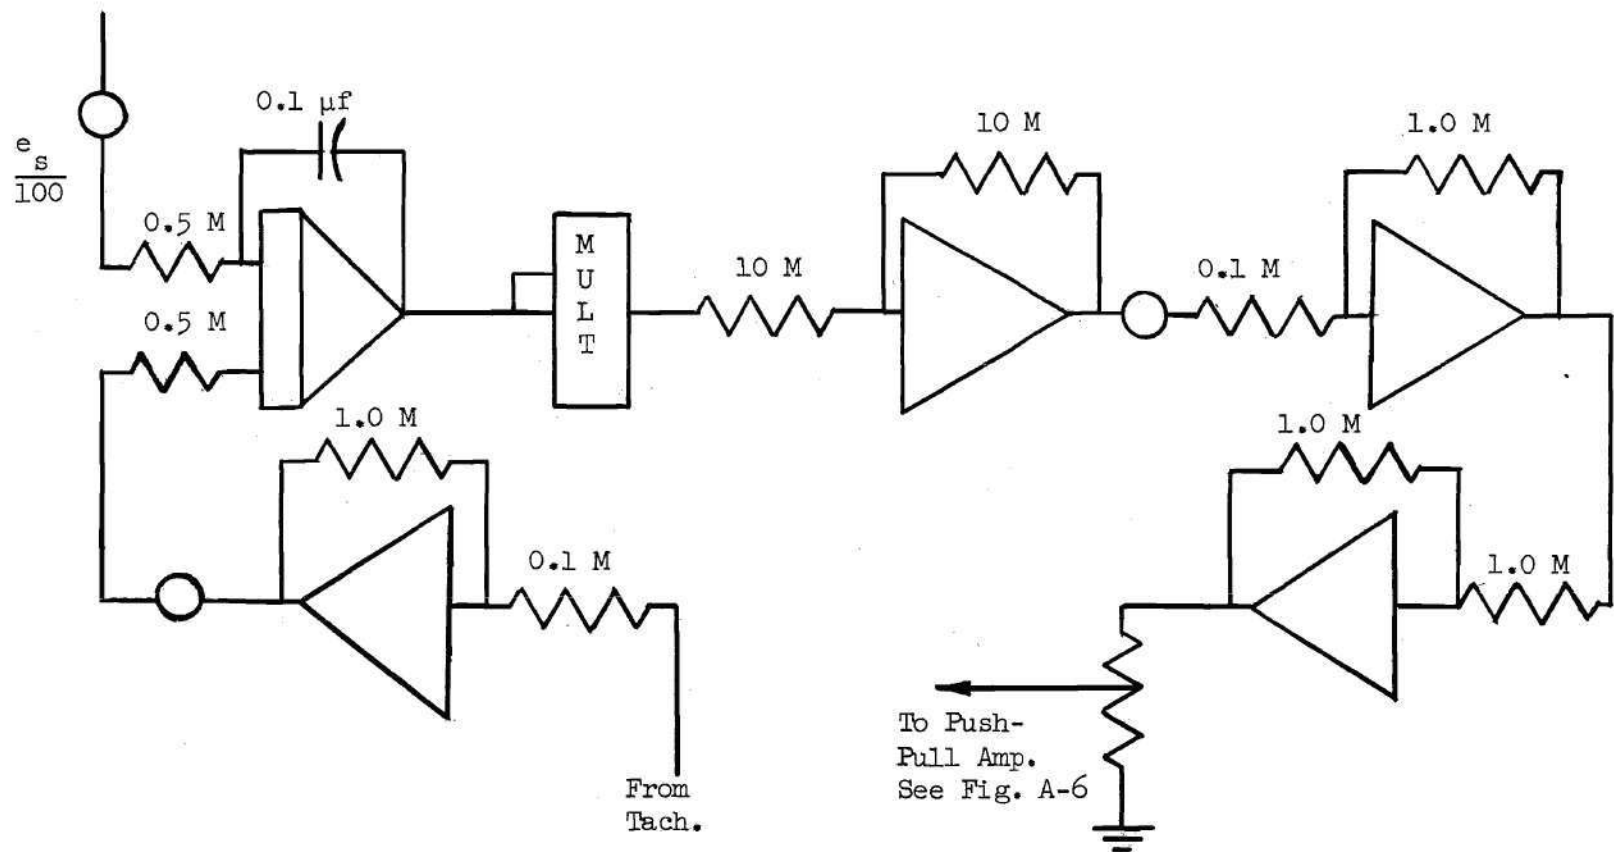 0.1 µf
e
s
100
0.5 M
0.5 M
M
U
L
T
10 M
10 M
0.1 M
1.0 M
1.0 M
0.1 M
1.0 M
1.0 M
To Push-
Pull Amp.
See Fig. A-6
From
Tach.